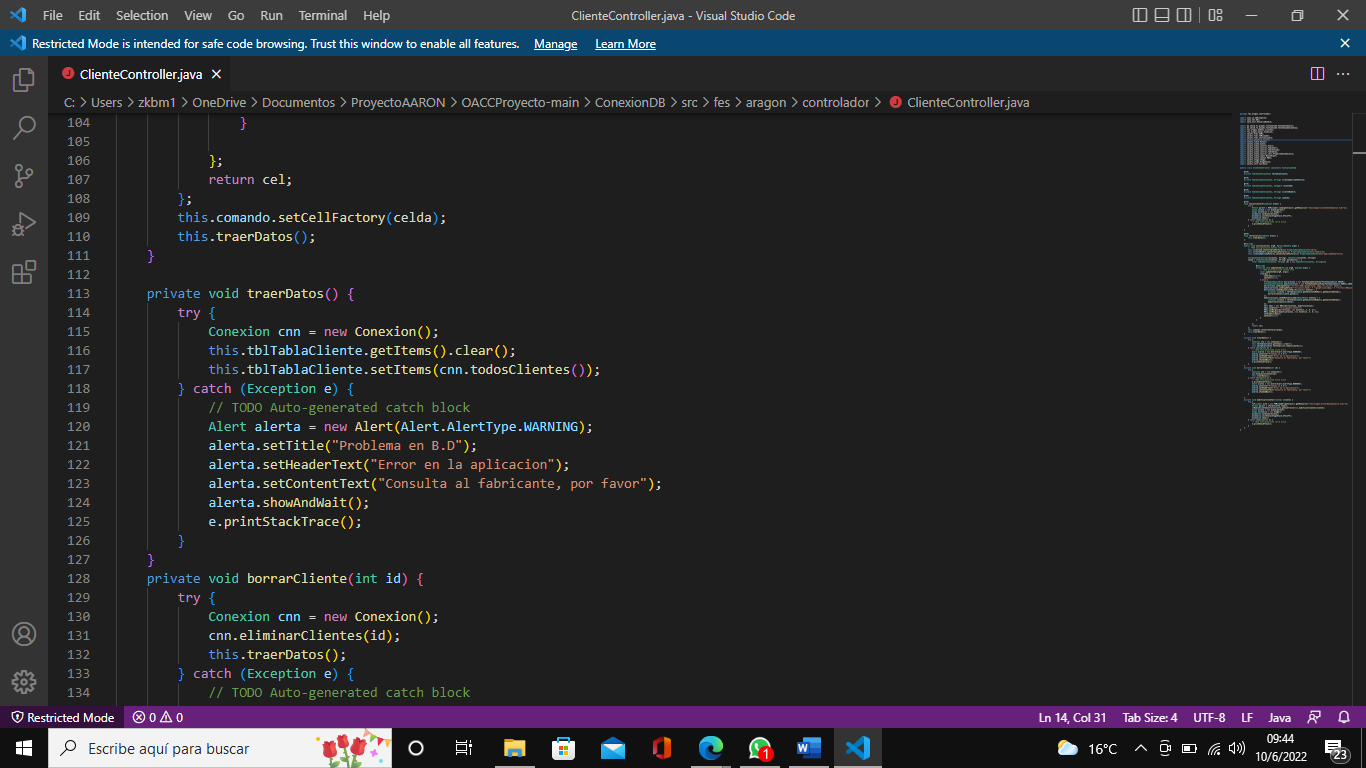 File Edit Selection View Go Run Terminal Help ClienteController.java - Visual Studio Code
Restricted Mode is intended for safe code browsing. Trust this window to enable all features. Manage Learn More
ClienteController.java
C: > Users > zkbm1 > OneDrive > Documentos > ProyectoAARON > OACCProyecto-main > ConexionDB > src > fes > aragon > controlador > ClienteController.java
104 }
105
106 };
107 return cel;
108 };
109 this.comando.setCellFactory(celda);
110 this.traerDatos();
111 }
112
113 private void traerDatos() {
114 try {
115 Conexion cnn = new Conexion();
116 this.tblTablaCliente.getItems().clear();
117 this.tblTablaCliente.setItems(cnn.todosClientes());
118 } catch (Exception e) {
119 // TODO Auto-generated catch block
120 Alert alerta = new Alert(Alert.AlertType.WARNING);
121 alerta.setTitle("Problema en B.D");
122 alerta.setHeaderText("Error en la aplicacion");
123 alerta.setContentText("Consulta al fabricante, por favor");
124 alerta.showAndWait();
125 e.printStackTrace();
126 }
127 }
128 private void borrarCliente(int id) {
129 try {
130 Conexion cnn = new Conexion();
131 cnn.eliminarClientes(id);
132 this.traerDatos();
133 } catch (Exception e) {
134 // TODO Auto-generated catch block
Restricted Mode 0 0 Ln 14, Col 31 Tab Size: 4 UTF-8 LF Java
Escribe aquí para buscar 1 16°C 09:44
10/6/2022 23